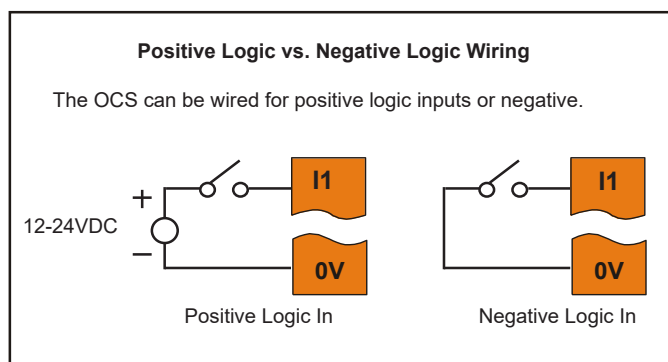 Positive Logic vs. Negative Logic Wiring
The OCS can be wired for positive logic inputs or negative.
I1
I1
+
12-24VDC
–
0V
0V
Positive Logic In
Negative Logic In